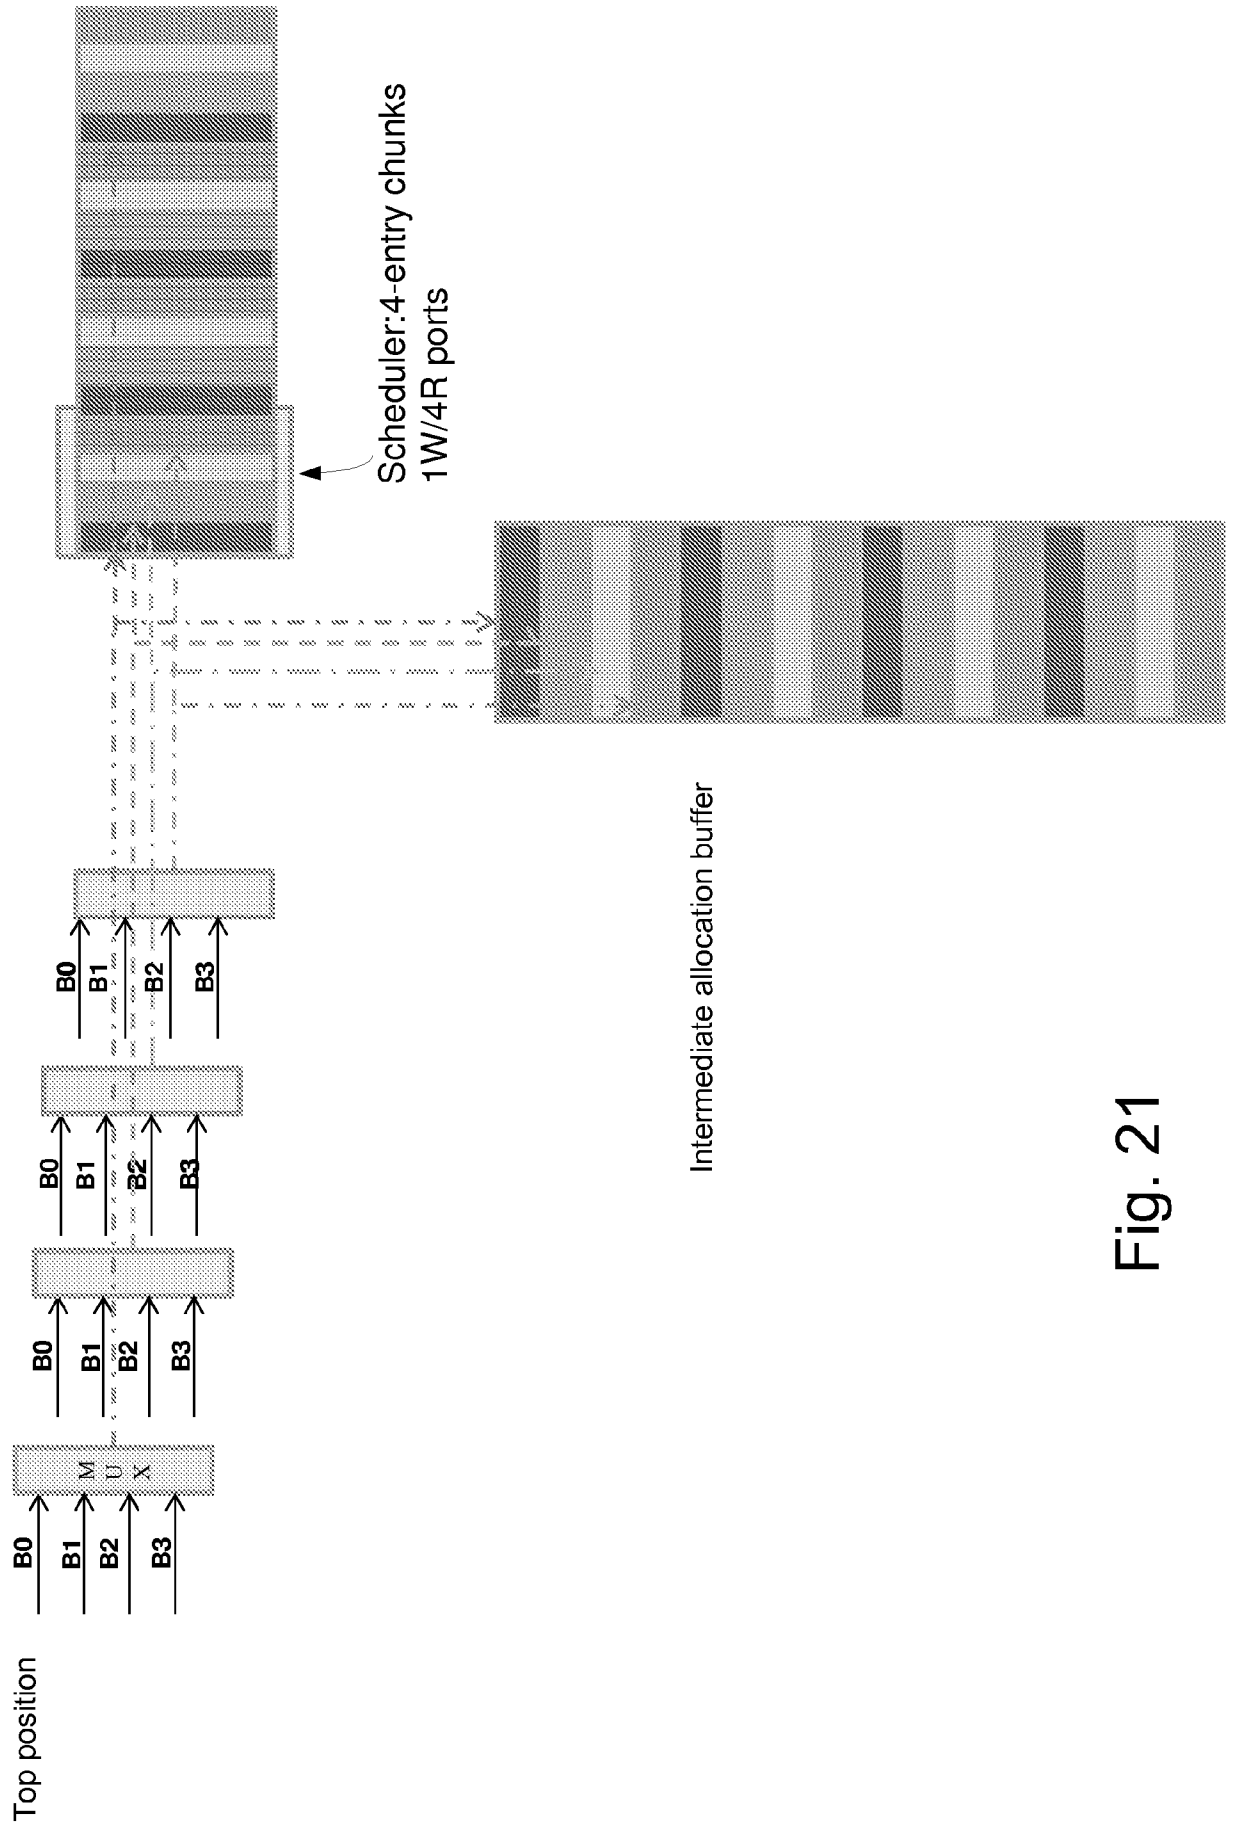 Top position
B0
B1
B2
B3
M
U
X
B0
B1
B2
B3
B0
B1
B2
B3
B0
B1
B2
B3
Scheduler:4-entry chunks
1W/4R ports
Intermediate allocation buffer
Fig. 21